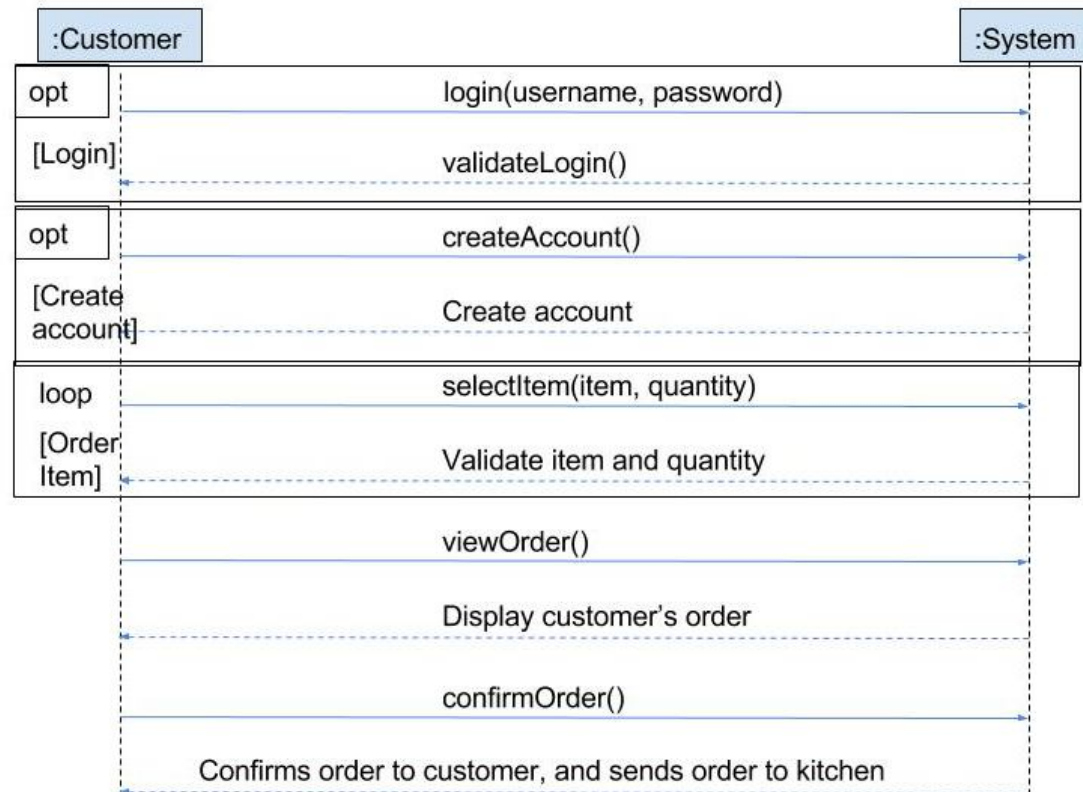 :Customer
:System
opt
login(username, password)
[Login]
validateLogin()
opt
createAccount()
[Create
account]
Create account
loop
selectItem(item, quantity)
[Order
Item]
Validate item and quantity
viewOrder()
Display customer’s order
confirmOrder()
Confirms order to customer, and sends order to kitchen